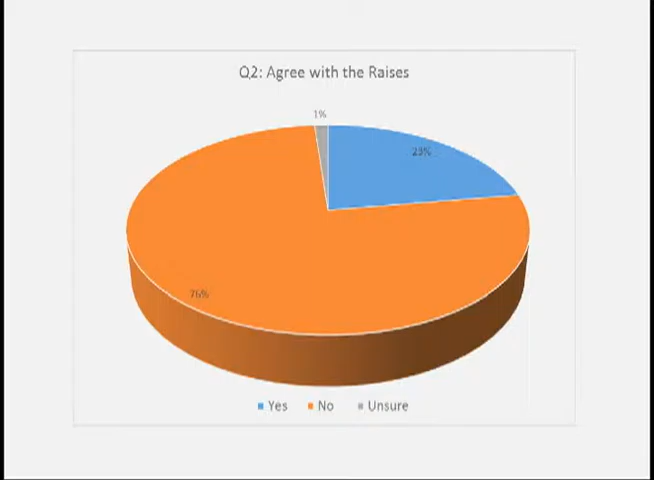 Q2: Agree with the Raises
1%
23%
76%
Yes No Unsure